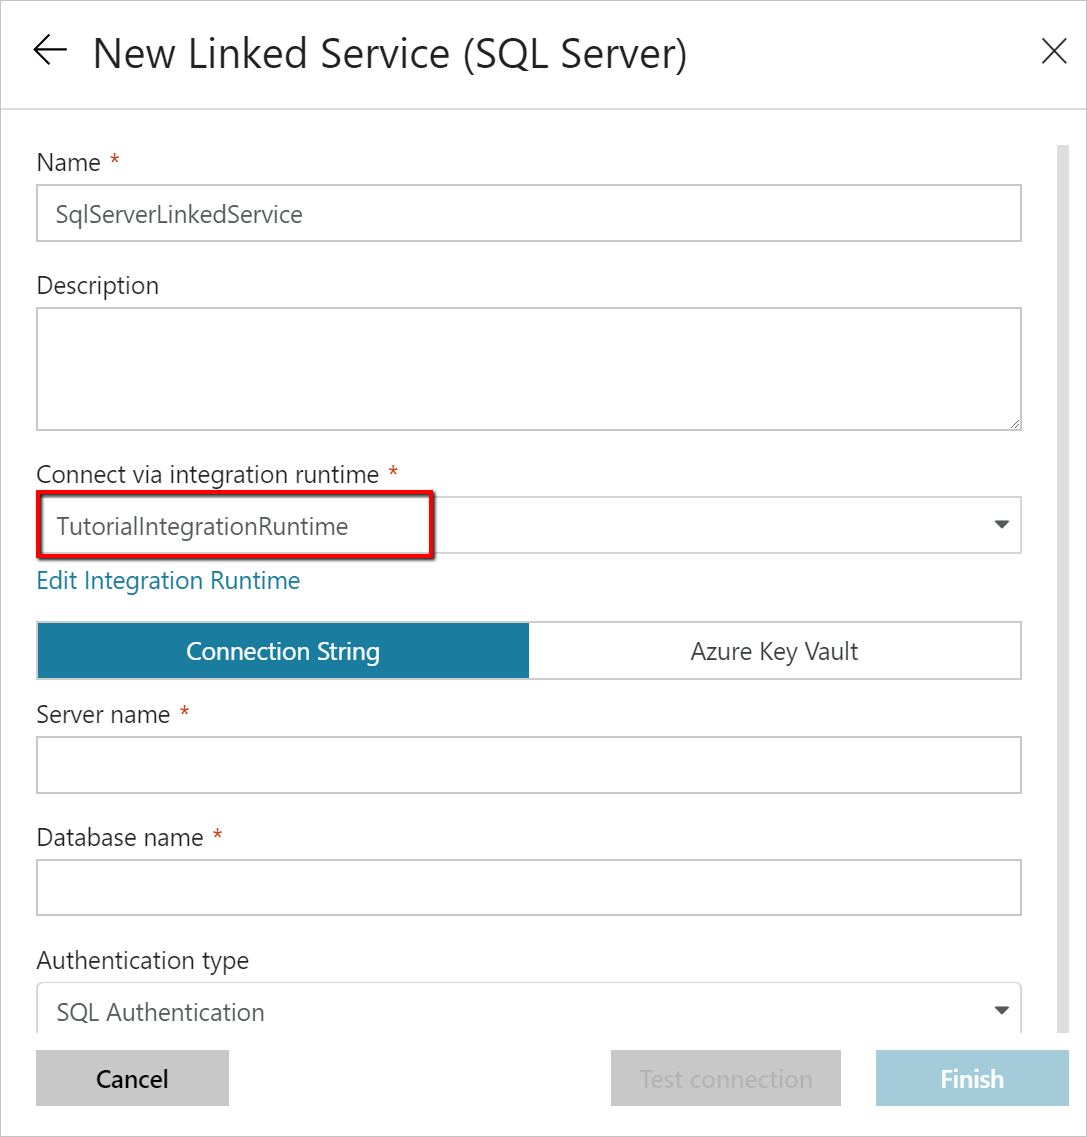 New Linked Service (SQL Server)
Name *
SqlServerLinkedService
Description
Connect via integration runtime *
TutorialIntegrationRuntime
Edit Integration Runtime
Connection String
Azure Key Vault
Server name *
Database name *
Authentication type
SQL Authentication
Cancel
Test connection
Finish